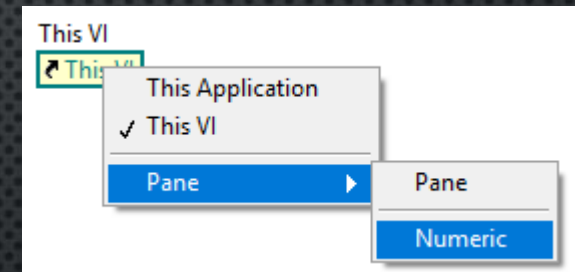 This VI
This VI
This Application
✓ This VI
Pane
Pane
Numeric